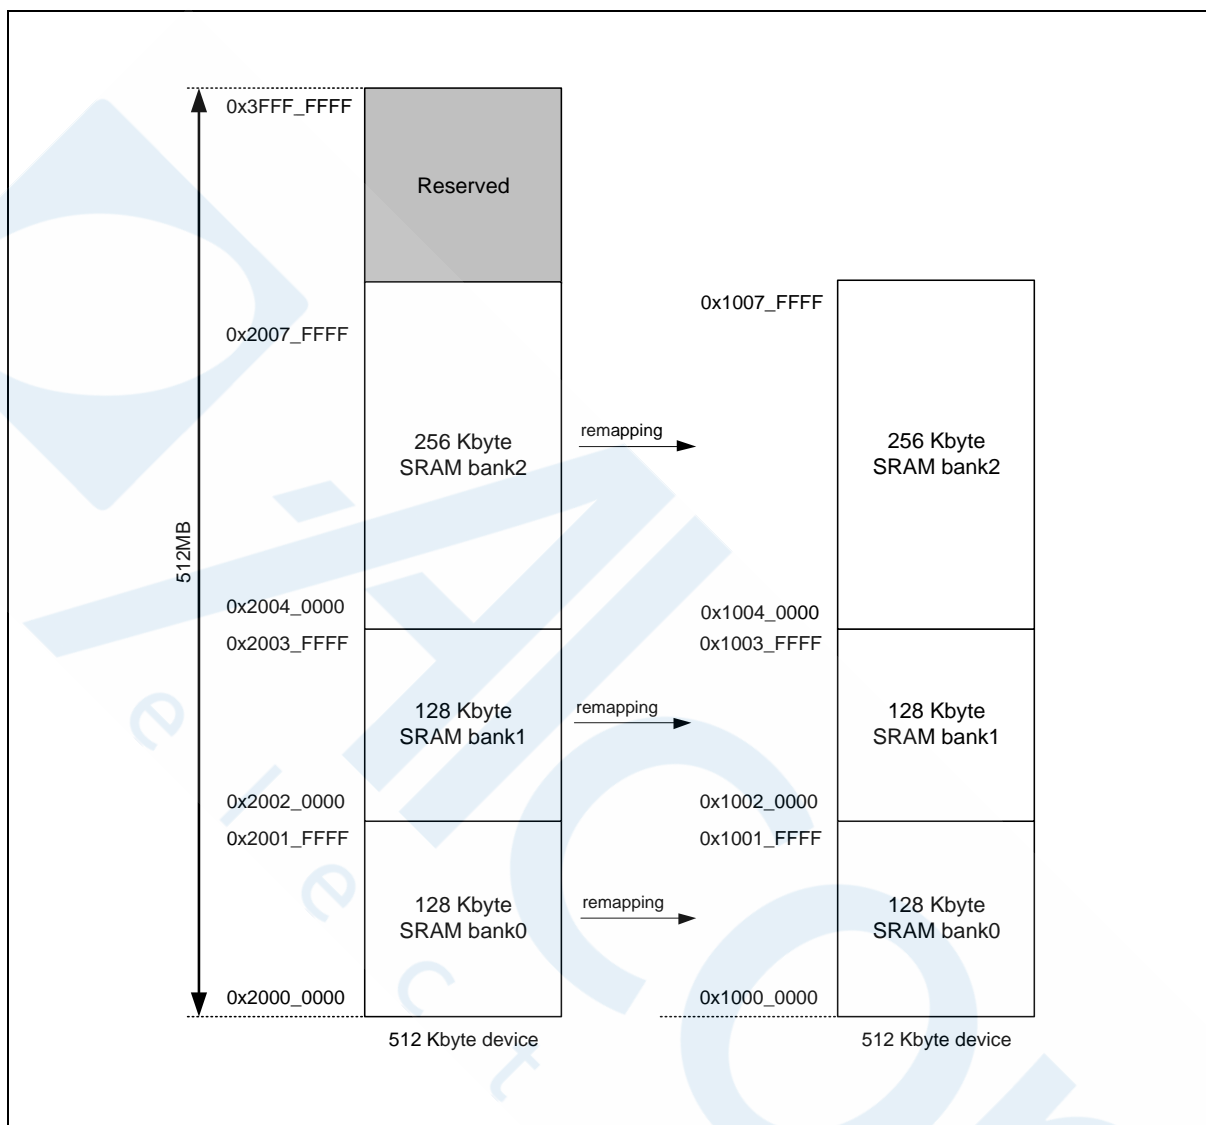 0x3FFF_FFFF
Reserved
0x2007_FFFF
256 Kbyte
SRAM bank2
0x2004_0000
0x2003_FFFF
128 Kbyte
SRAM bank1
0x2002_0000
0x2001_FFFF
128 Kbyte
SRAM bank0
0x2000_0000
512 Kbyte device
512MB
remapping
remapping
remapping
0x1007_FFFF
256 Kbyte
SRAM bank2
0x1004_0000
0x1003_FFFF
128 Kbyte
SRAM bank1
0x1002_0000
0x1001_FFFF
128 Kbyte
SRAM bank0
0x1000_0000
512 Kbyte device